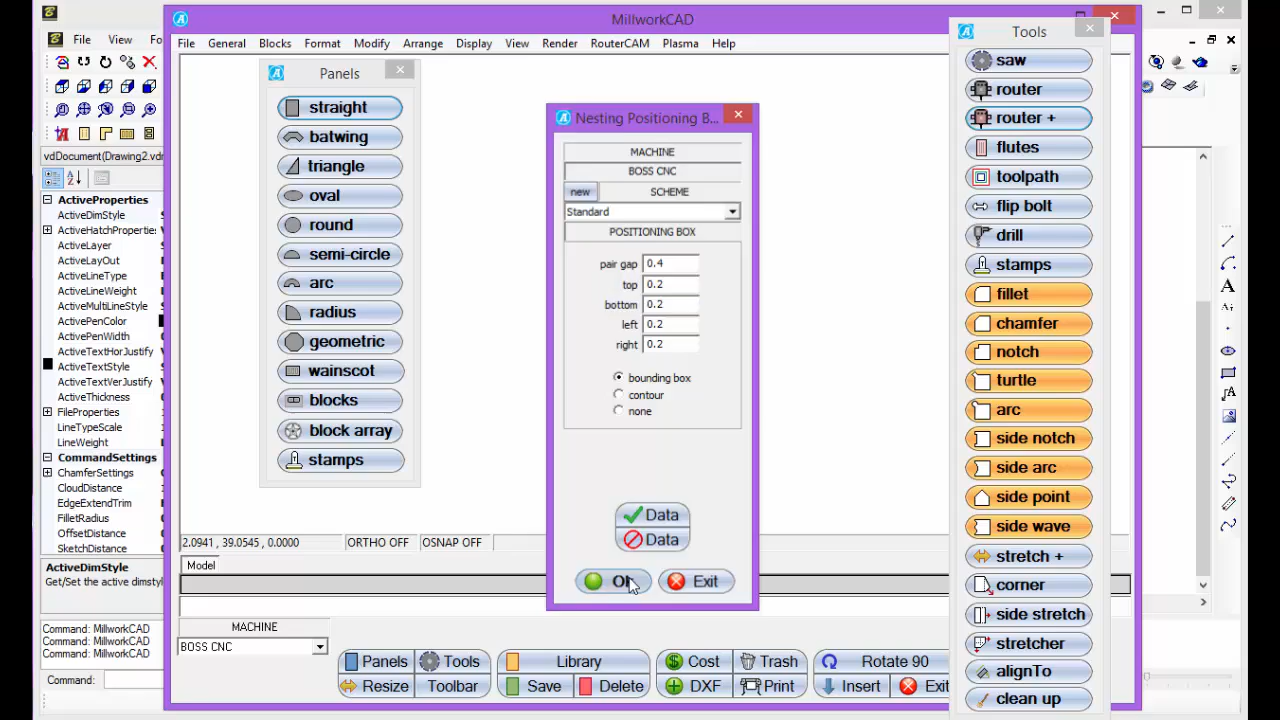 MillworkCAD
File View Fo
File General Blocks Format Modify Arrange Display View Render RouterCAM Plasma Help
vdDocument(Drawing2.vdr
ActiveProperties
ActiveDimStyle
ActiveHatchProperties
ActiveLayer
ActiveLayOut
ActiveLineType
ActiveLineWeight
ActiveMultiLineStyle
ActivePenColor
ActivePenWidth
ActiveTextHorJustify
ActiveTextStyle
ActiveTextVerJustify
ActiveThickness
FileProperties
LineTypeScale
LineWeight
CommandSettings
ChamferSettings
CloudDistance
EdgeExtendTrim
FilletRadius
OffsetDistance
SketchDistance
ActiveDimStyle
Get/Set the active dimstyle
Command: MillworkCAD
Command: MillworkCAD
Command: MillworkCAD
Command:
Panels
straight
batwing
triangle
oval
round
semi-circle
arc
radius
geometric
wainscot
blocks
block array
stamps
Nesting Positioning B...
MACHINE
BOSS CNC
new SCHEME
Standard
POSITIONING BOX
pair gap 0.4
top 0.2
bottom 0.2
left 0.2
right 0.2
bounding box
contour
none
Data
Data
Exit
Tools
saw
router
router +
flutes
toolpath
flip bolt
drill
stamps
fillet
chamfer
notch
turtle
arc
side notch
side arc
side point
side wave
stretch +
corner
side stretch
stretcher
alignTo
clean up
2.0941 , 39.0545 , 0.0000 ORTHO OFF OSNAP OFF
Model
MACHINE
BOSS CNC
Panels Tools Library Cost Trash Rotate 90
Resize Toolbar Save Delete DXF Print Insert Exit